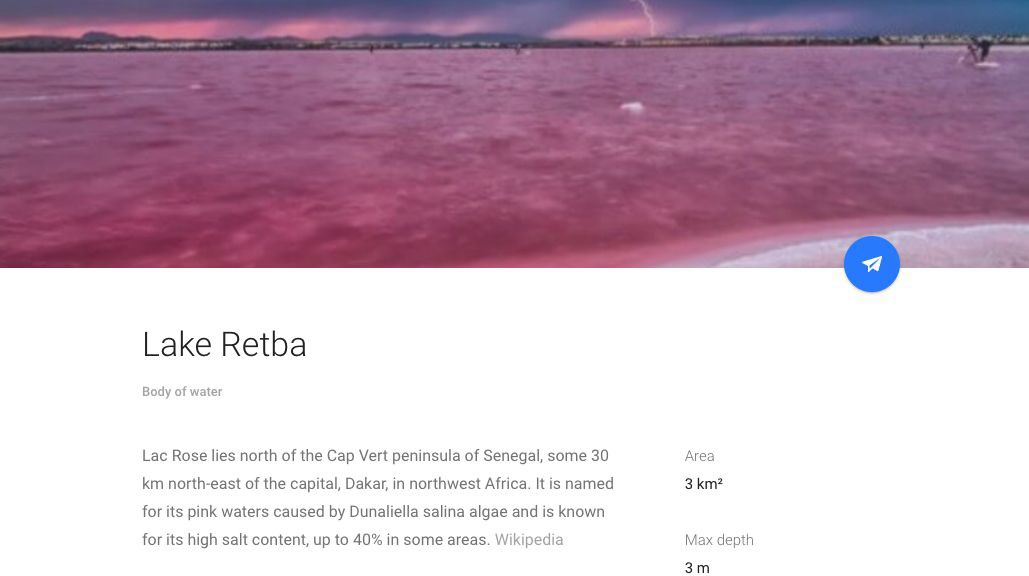 Lake Retba
Body of water
Lac Rose lies north of the Cap Vert peninsula of Senegal, some 30
km north-east of the capital, Dakar, in northwest Africa. It is named
for its pink waters caused by Dunaliella salina algae and is known
for its high salt content, up to 40% in some areas. Wikipedia
Area
3 km²
Max depth
3 m